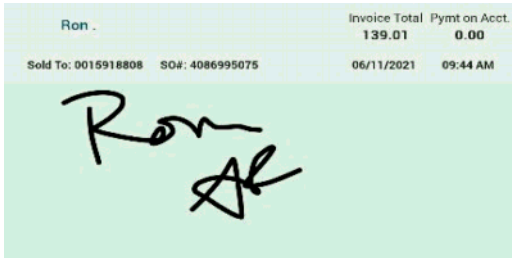 Ron . Invoice Total Pymt on Acct.
139.01 0.00
Sold To: 0015918808 SO#: 4086995075 06/11/2021 09:44 AM
Ron